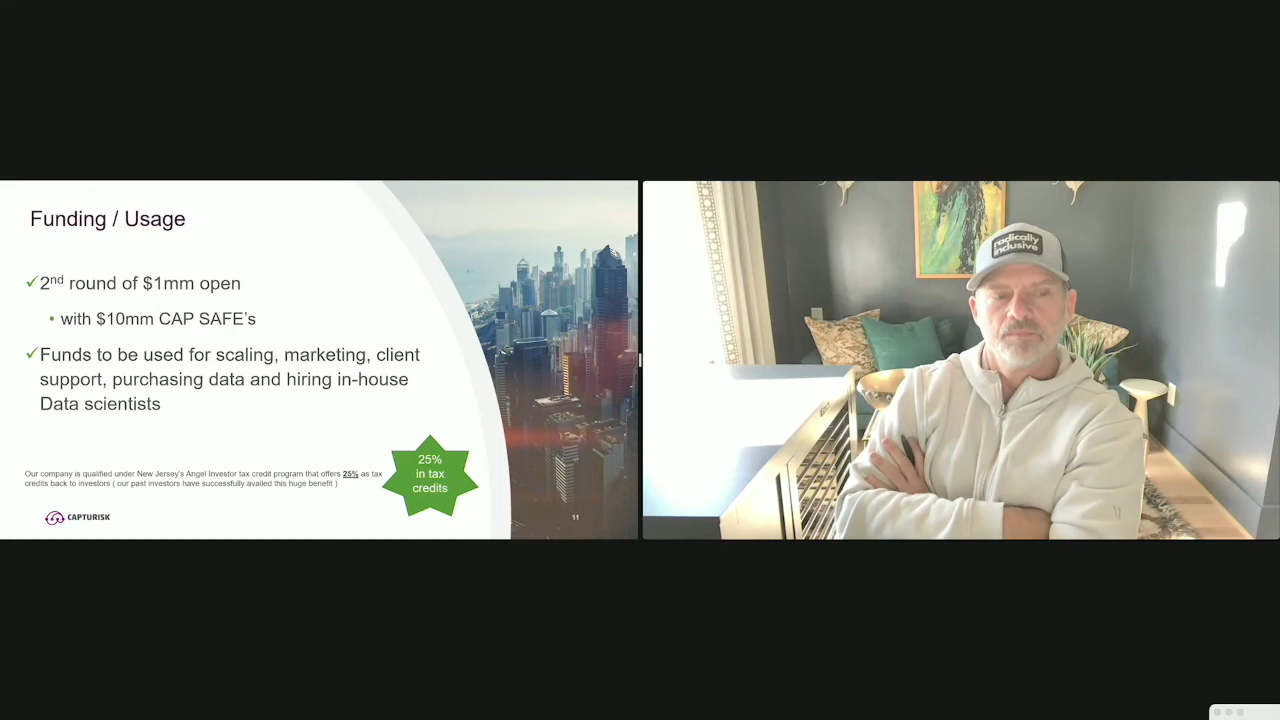 Funding / Usage
✓2nd round of $1mm open
• with $10mm CAP SAFE's
✓Funds to be used for scaling, marketing, client
support, purchasing data and hiring in-house
Data scientists
Our company is qualified under New Jersey's Angel Investor tax credit program that offers 25% as tax
credits back to investors ( our past investors have successfully availed this huge benefit )
25%
in tax
credits
CAPTURISK
11
radically
inclusive